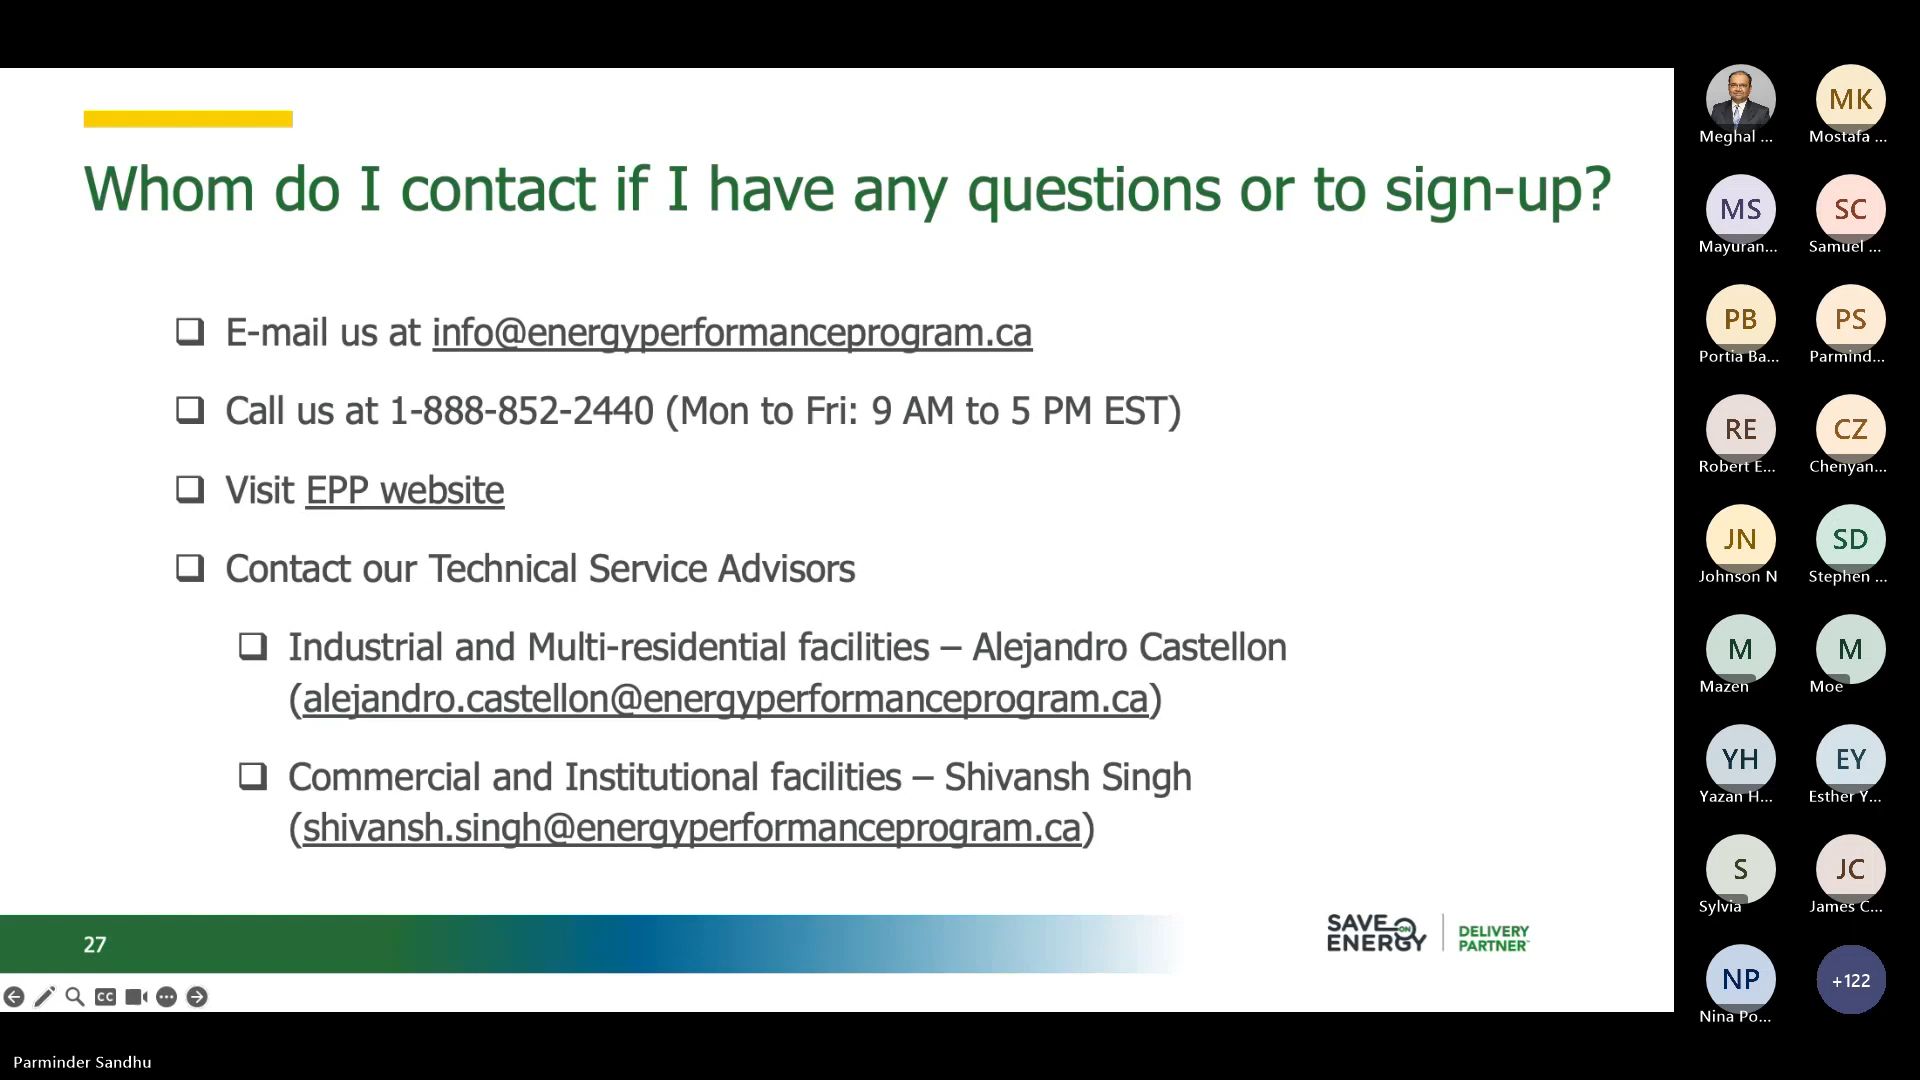 Whom do I contact if I have any questions or to sign-up?
E-mail us at info@energyperformanceprogram.ca
Call us at 1-888-852-2440 (Mon to Fri: 9 AM to 5 PM EST)
Visit EPP website
Contact our Technical Service Advisors
Industrial and Multi-residential facilities – Alejandro Castellon
(alejandro.castellon@energyperformanceprogram.ca)
Commercial and Institutional facilities – Shivansh Singh
(shivansh.singh@energyperformanceprogram.ca)
27
SAVE ON
ENERGY
DELIVERY
PARTNER™
CC
Parminder Sandhu
Meghal ...
MK
Mostafa ...
MS
Mayuran...
SC
Samuel ...
PB
Portia Ba...
PS
Parmind...
RE
Robert E...
CZ
Chenyan...
JN
Johnson N
SD
Stephen ...
M
Mazen
M
Moe
YH
Yazan H...
EY
Esther Y...
S
Sylvia
JC
James C...
NP
Nina Po...
+122